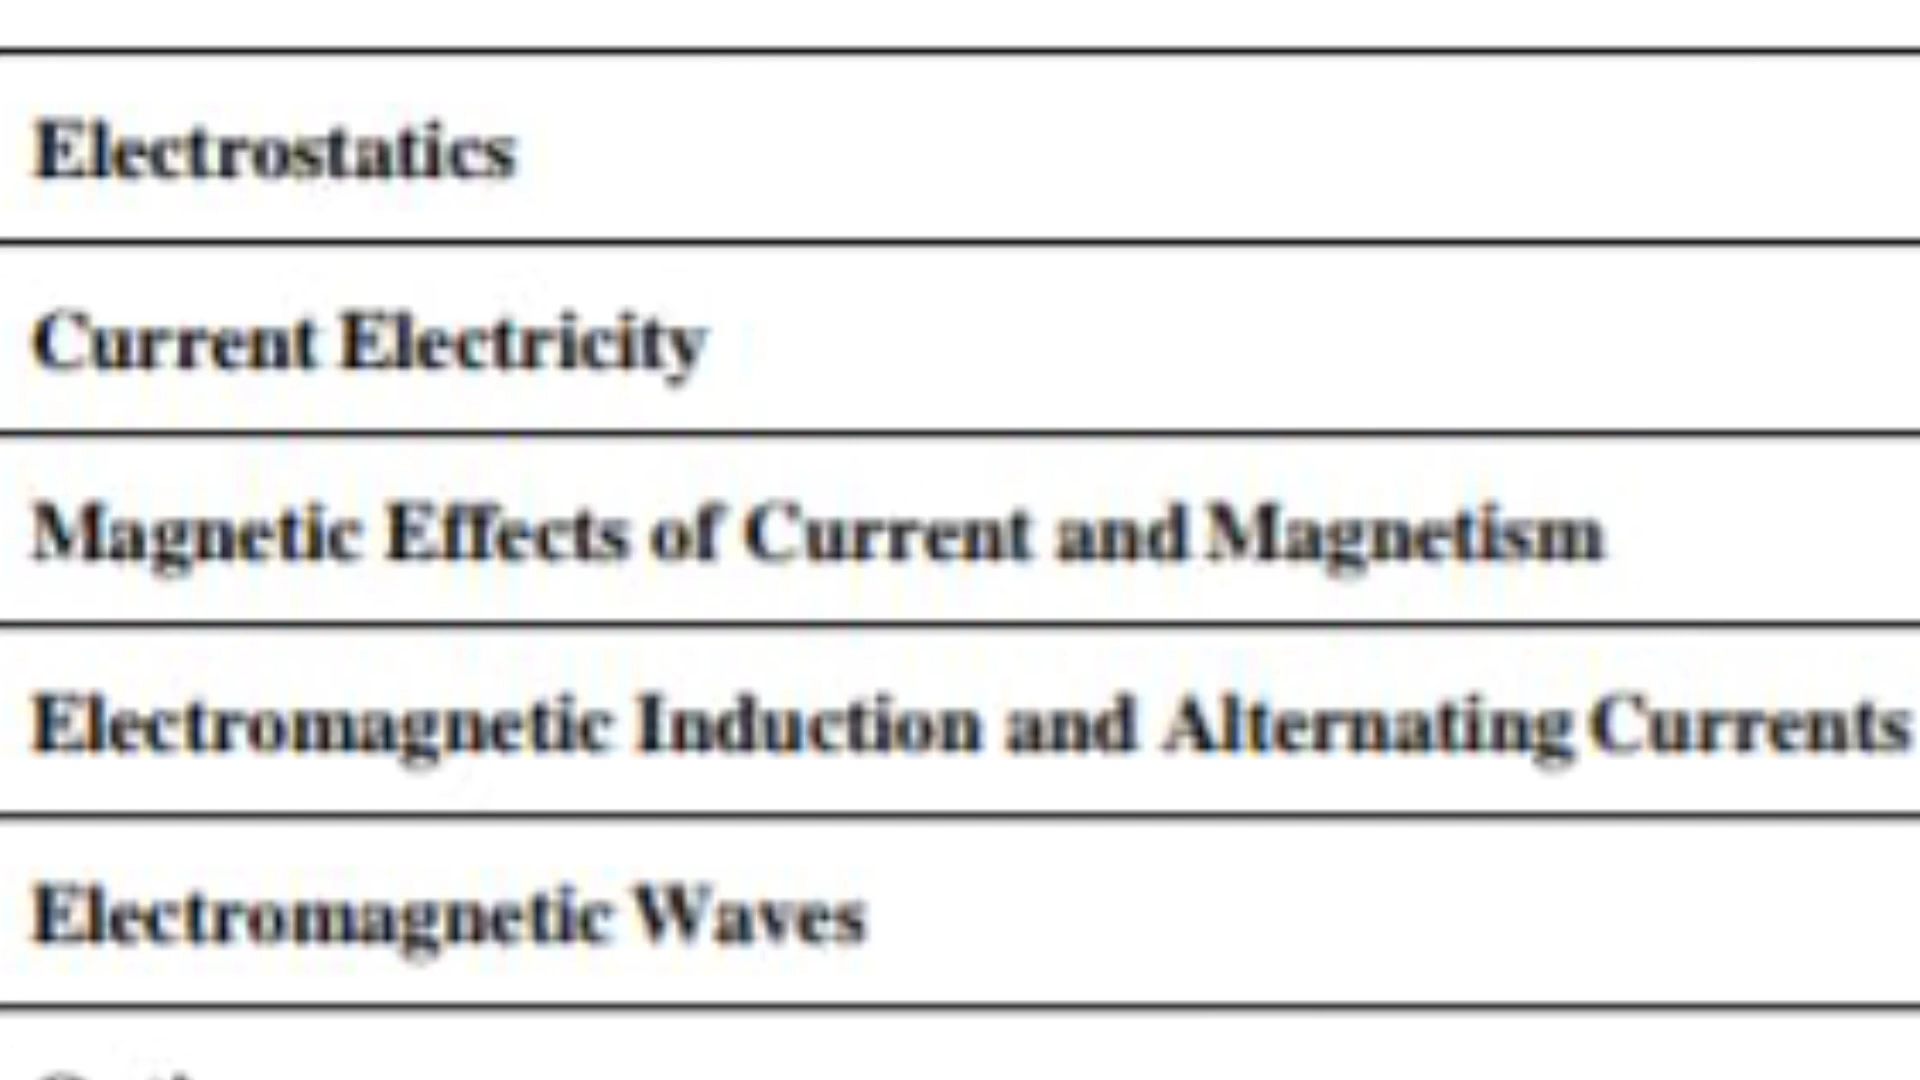 Electrostatics
Current Electricity
Magnetic Effects of Current and Magnetism
Electromagnetic Induction and Alternating Currents
Electromagnetic Waves